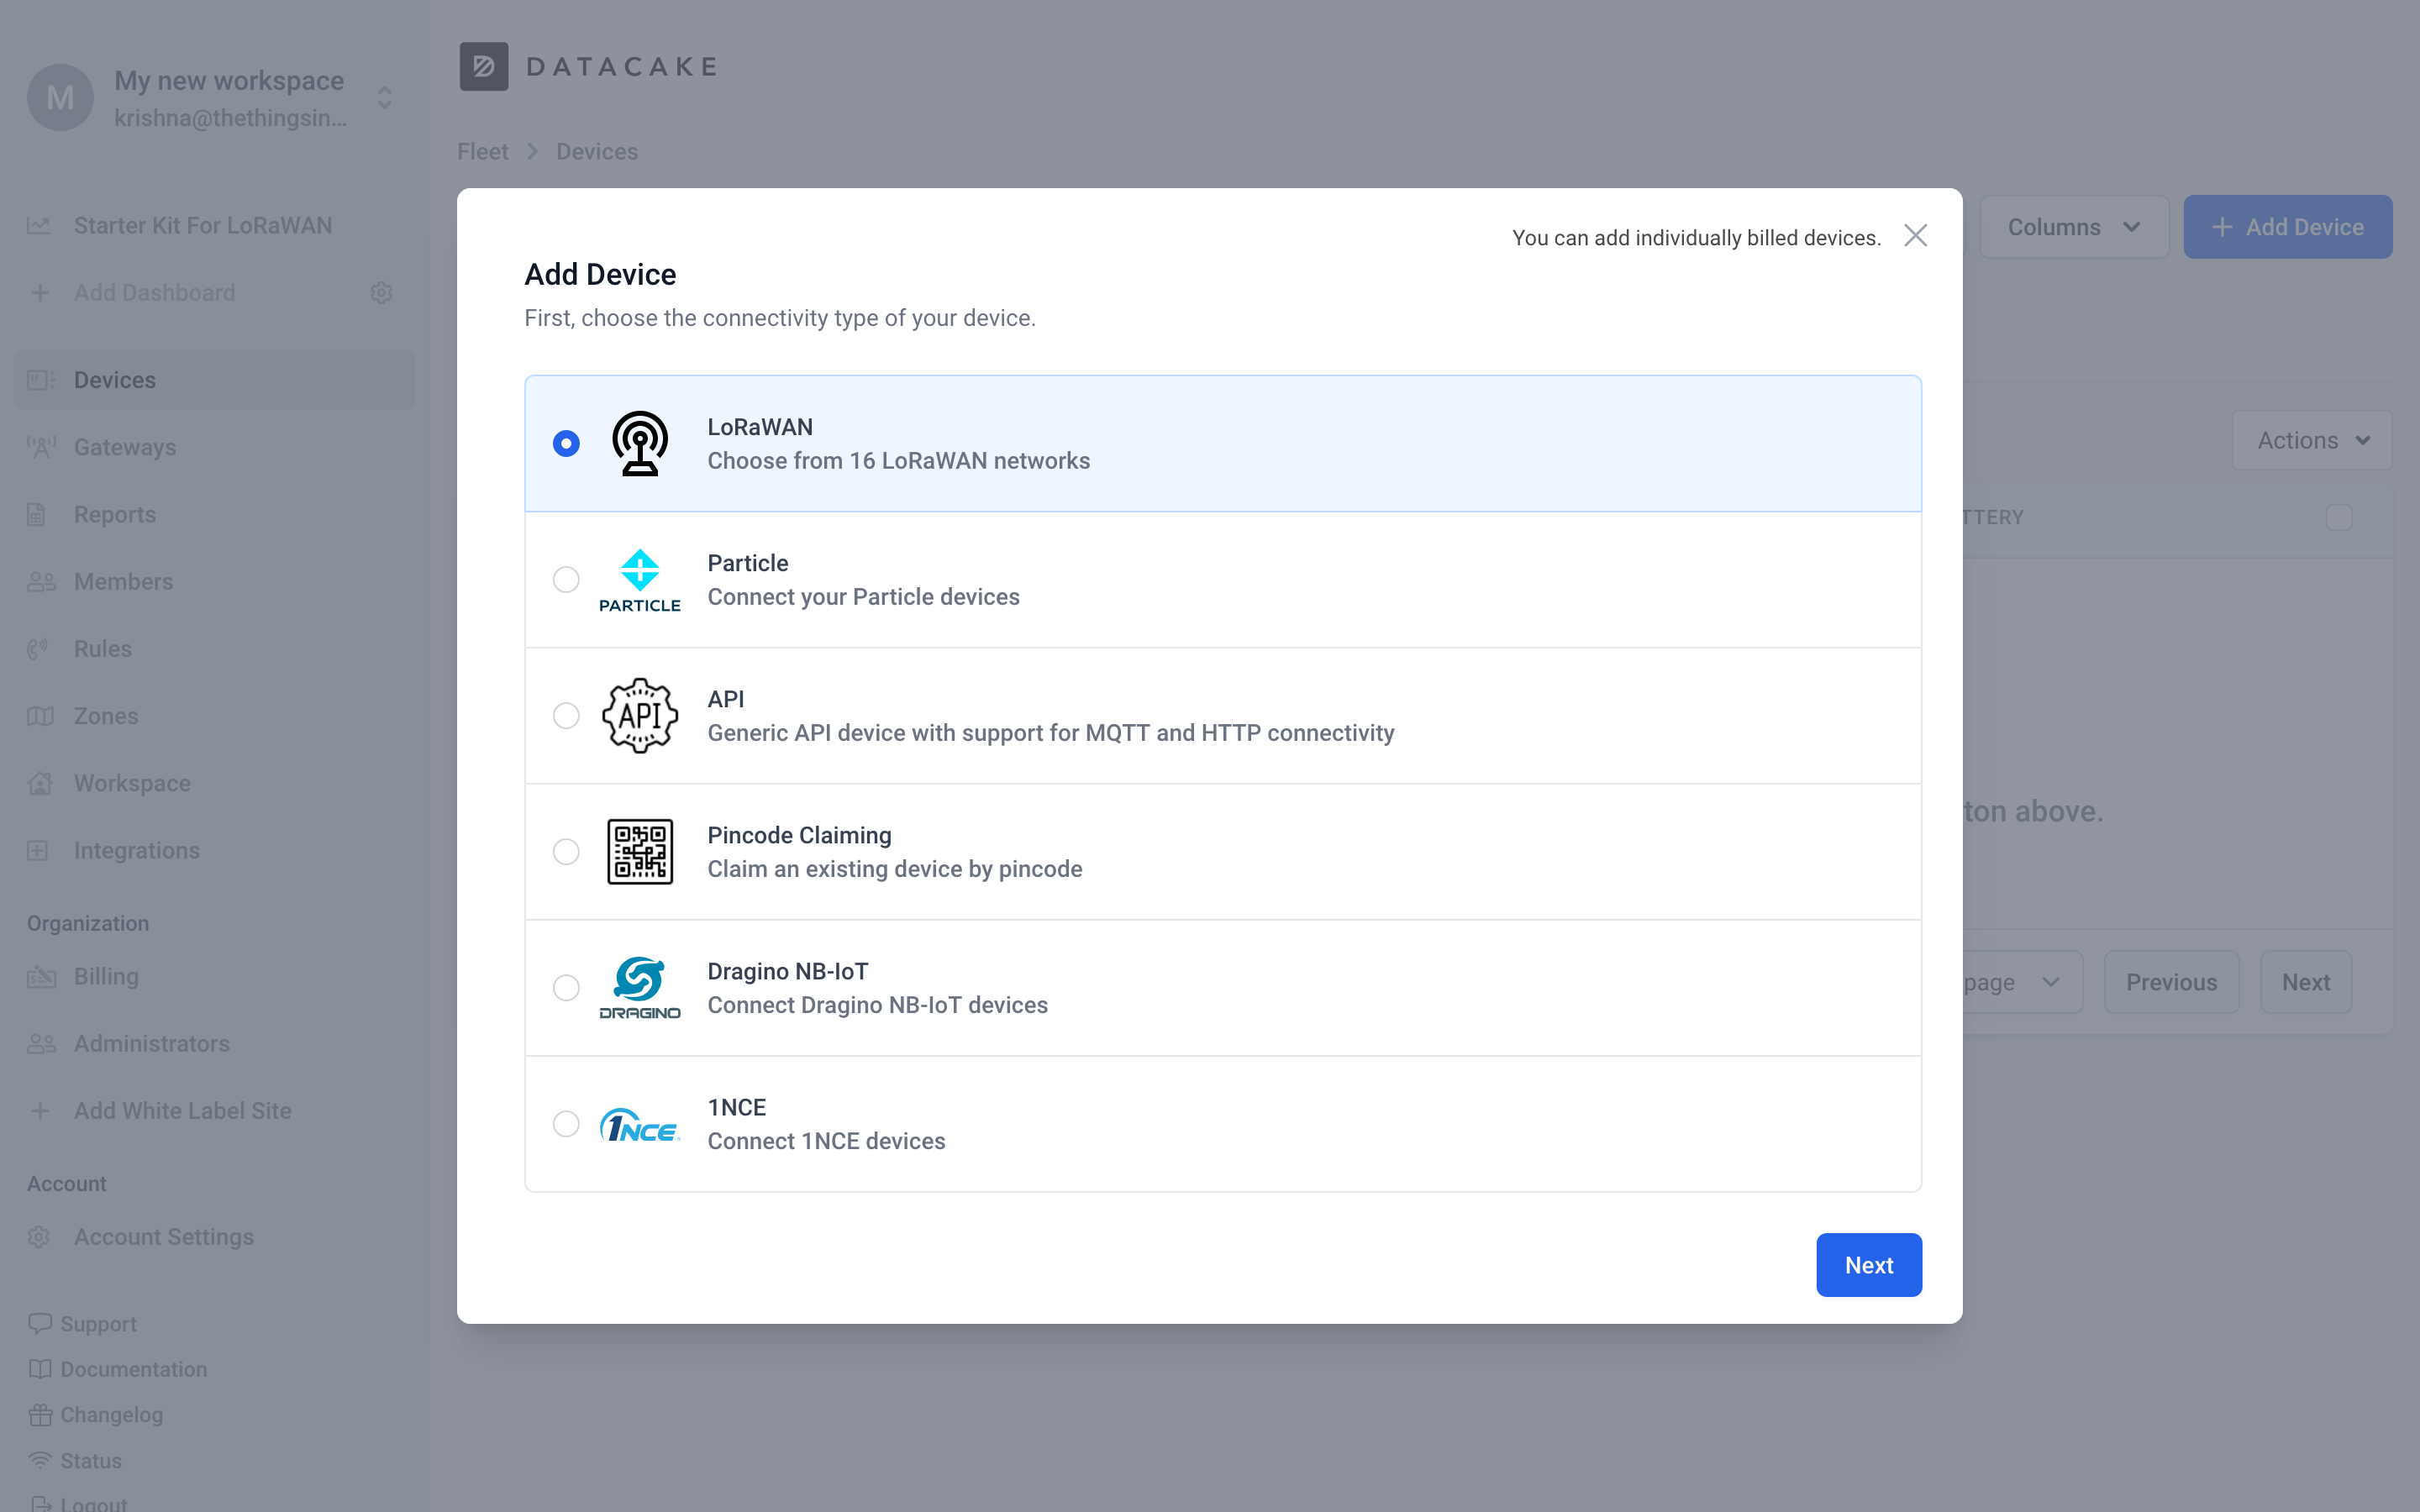 M
My new workspace
krishna@thethingsin...
Starter Kit For LoRaWAN
Add Dashboard
Devices
Gateways
Reports
Members
Rules
Zones
Workspace
Integrations
Organization
Billing
Administrators
Add White Label Site
Account
Account Settings
Support
Documentation
Changelog
Status
Logout
DATACAKE
Fleet > Devices
Columns
+ Add Device
Actions
TTERY
ton above.
page
Previous
Next
You can add individually billed devices.
Add Device
First, choose the connectivity type of your device.
LoRaWAN
Choose from 16 LoRaWAN networks
PARTICLE
Particle
Connect your Particle devices
API
API
Generic API device with support for MQTT and HTTP connectivity
Pincode Claiming
Claim an existing device by pincode
DRAGINO
Dragino NB-IoT
Connect Dragino NB-IoT devices
1NCE
1NCE
Connect 1NCE devices
Next